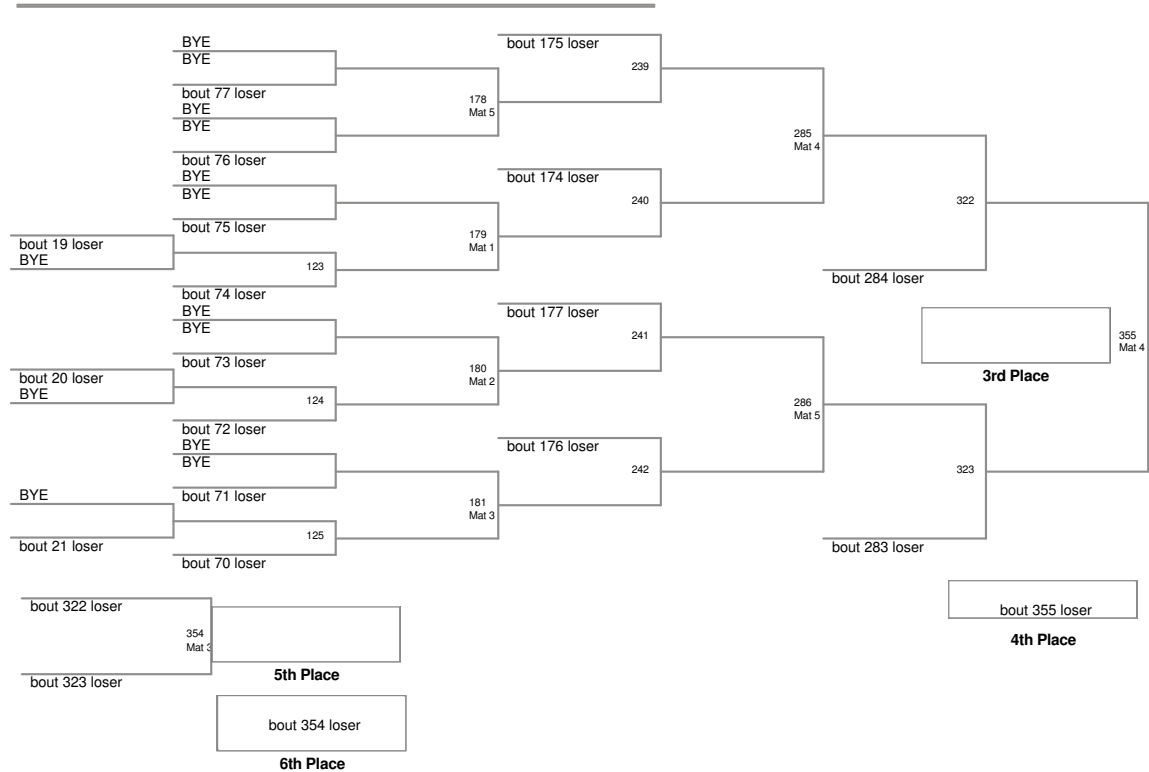 BYE
bout 175 loser
BYE
239
bout 77 loser
178
Mat 5
BYE
BYE
285
Mat 4
bout 76 loser
BYE
bout 174 loser
BYE
240
322
bout 75 loser
179
Mat 1
bout 19 loser
BYE
123
bout 284 loser
bout 74 loser
BYE
bout 177 loser
BYE
241
355
Mat 4
bout 73 loser
180
Mat 2
bout 20 loser
3rd Place
BYE
124
286
Mat 5
bout 72 loser
BYE
bout 176 loser
BYE
242
323
bout 71 loser
BYE
181
Mat 3
125
bout 21 loser
bout 283 loser
bout 70 loser
bout 322 loser
bout 355 loser
354
Mat 3
4th Place
bout 323 loser
5th Place
bout 354 loser
6th Place